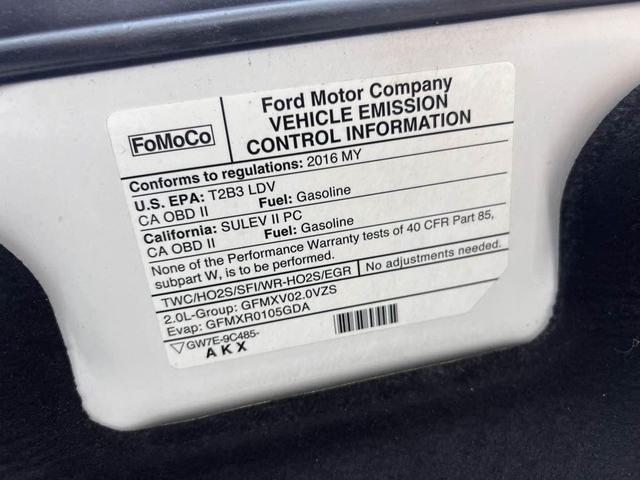 FoMoCo
Ford Motor Company
VEHICLE EMISSION
CONTROL INFORMATION
Conforms to regulations: 2016 MY
U.S. EPA: T2B3 LDV
CA OBD II Fuel: Gasoline
California: SULEV II PC
CA OBD II Fuel: Gasoline
None of the Performance Warranty tests of 40 CFR Part 85,
subpart W, is to be performed.
TWC/HO2S/SFI/WR-HO2S/EGR No adjustments needed.
2.0L-Group: GFMXV02.0VZS
Evap: GFMXR0105GDA
GW7E-9C485-
AKX